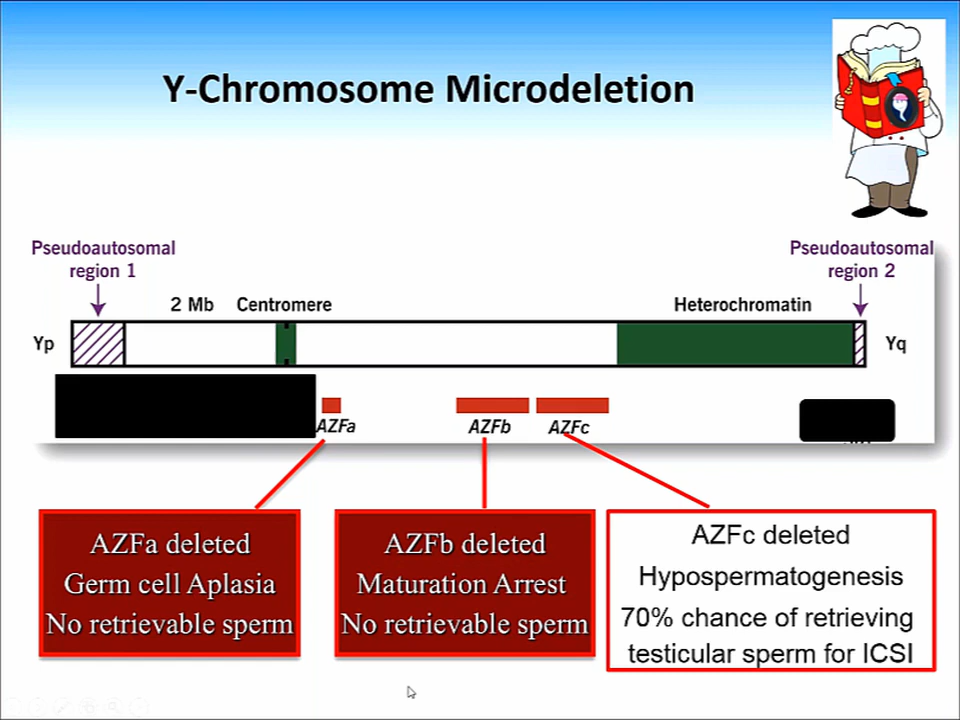 Y-Chromosome Microdeletion
Pseudoautosomal
region 1
Pseudoautosomal
region 2
2 Mb
Centromere
Heterochromatin
Yp
Yq
AZFa
AZFb
AZFc
AZFa deleted
Germ cell Aplasia
No retrievable sperm
AZFb deleted
Maturation Arrest
No retrievable sperm
AZFc deleted
Hypospermatogenesis
70% chance of retrieving
testicular sperm for ICSI